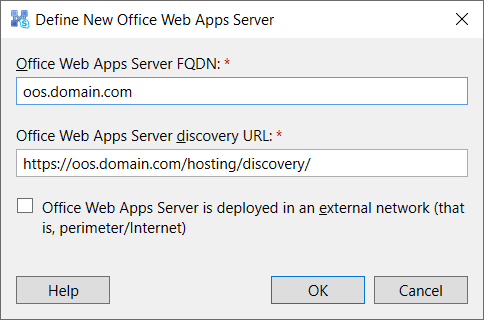 Define New Office Web Apps Server
Office Web Apps Server FQDN: *
oos.domain.com
Office Web Apps Server discovery URL: *
https://oos.domain.com/hosting/discovery/
Office Web Apps Server is deployed in an external network (that
is, perimeter/Internet)
Help
OK
Cancel